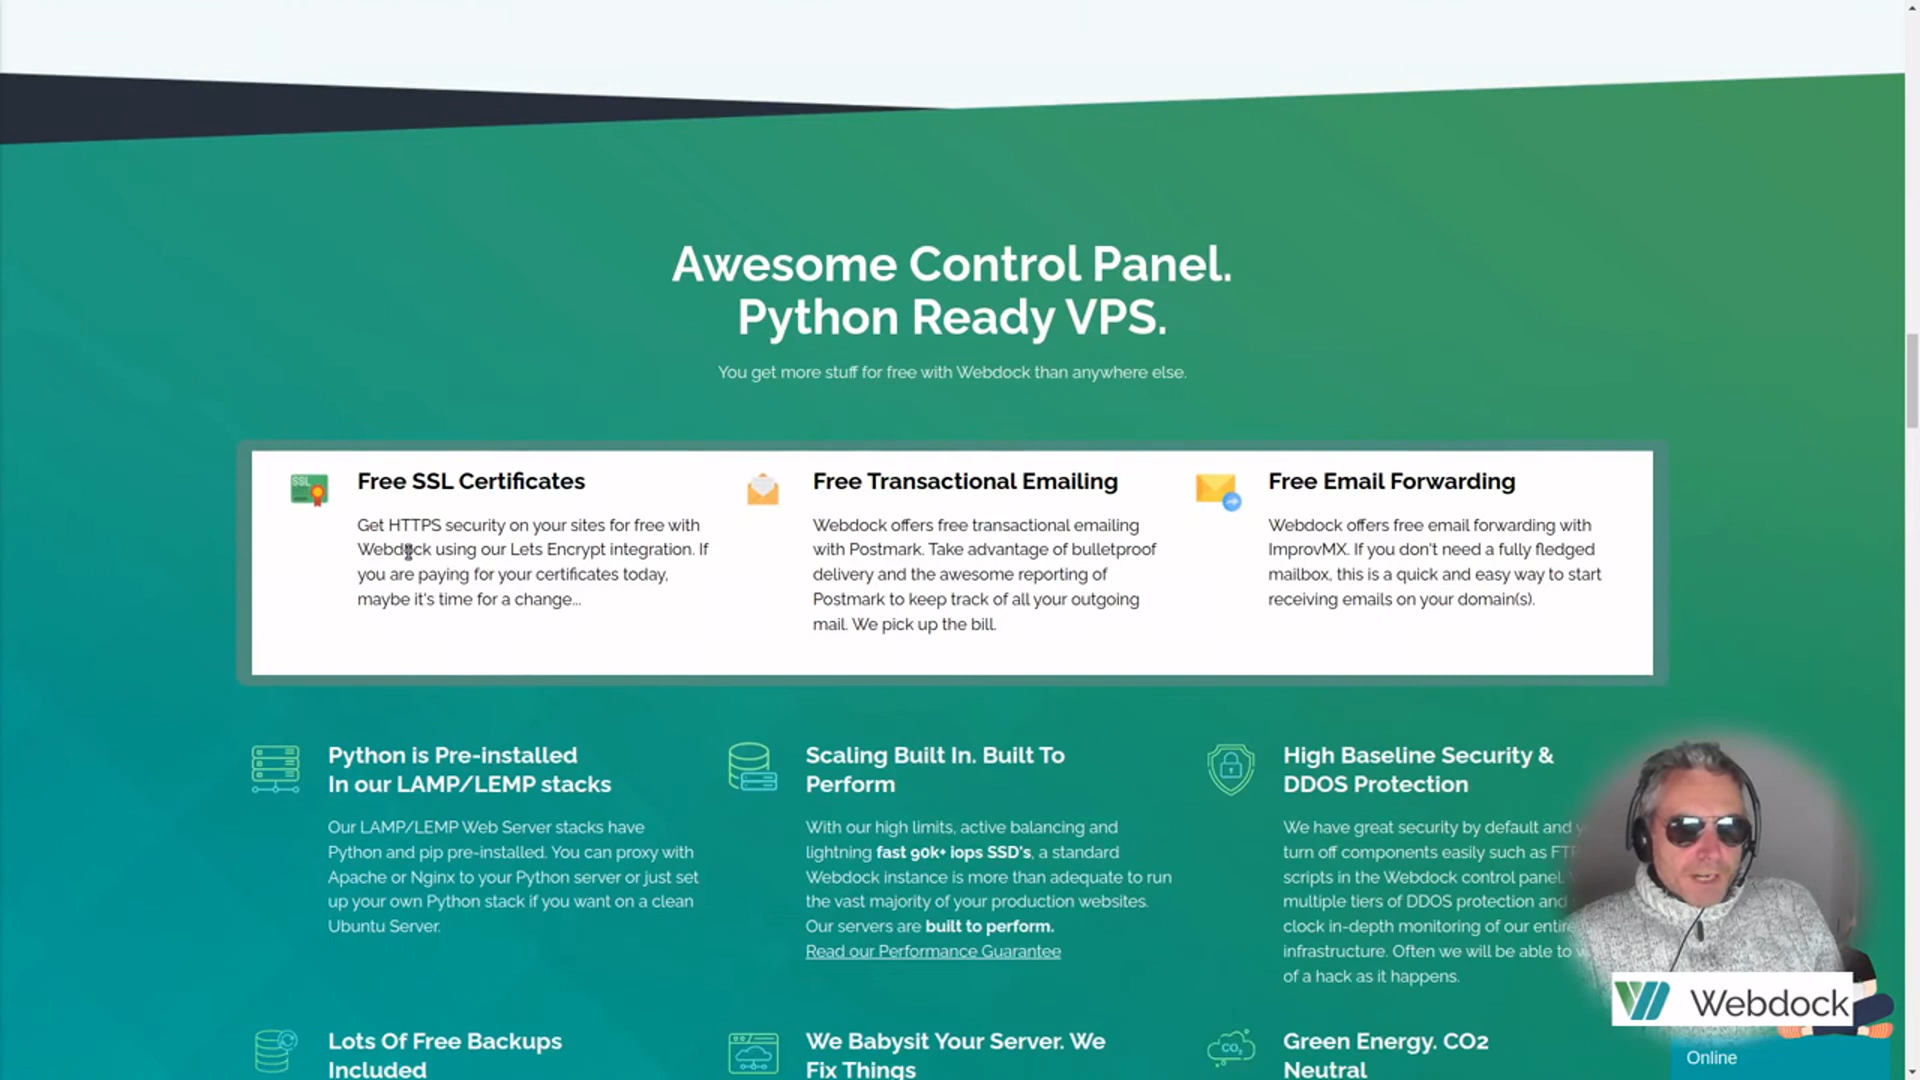 Awesome Control Panel.
Python Ready VPS.
You get more stuff for free with Webdock than anywhere else.
SSL
Free SSL Certificates
Get HTTPS security on your sites for free with
Webdock using our Lets Encrypt integration. If
you are paying for your certificates today,
maybe it's time for a change...
Free Transactional Emailing
Webdock offers free transactional emailing
with Postmark. Take advantage of bulletproof
delivery and the awesome reporting of
Postmark to keep track of all your outgoing
mail. We pick up the bill.
Free Email Forwarding
Webdock offers free email forwarding with
ImprovMX. If you don't need a fully fledged
mailbox, this is a quick and easy way to start
receiving emails on your domain(s).
Python is Pre-installed
In our LAMP/LEMP stacks
Our LAMP/LEMP Web Server stacks have
Python and pip pre-installed. You can proxy with
Apache or Nginx to your Python server or just set
up your own Python stack if you want on a clean
Ubuntu Server.
Scaling Built In. Built To
Perform
With our high limits, active balancing and
lightning fast 90k+ iops SSD's, a standard
Webdock instance is more than adequate to run
the vast majority of your production websites.
Our servers are built to perform.
Read our Performance Guarantee
High Baseline Security &
DDOS Protection
We have great security by default and
turn off components easily such as
scripts in the Webdock control panel.
multiple tiers of DDOS protection and
clock in-depth monitoring of our
infrastructure. Often we will be able to
of a hack as it happens.
Lots Of Free Backups
Included
We Babysit Your Server. We
Fix Things
CO2
Green Energy. CO2
Neutral
Webdock
Online